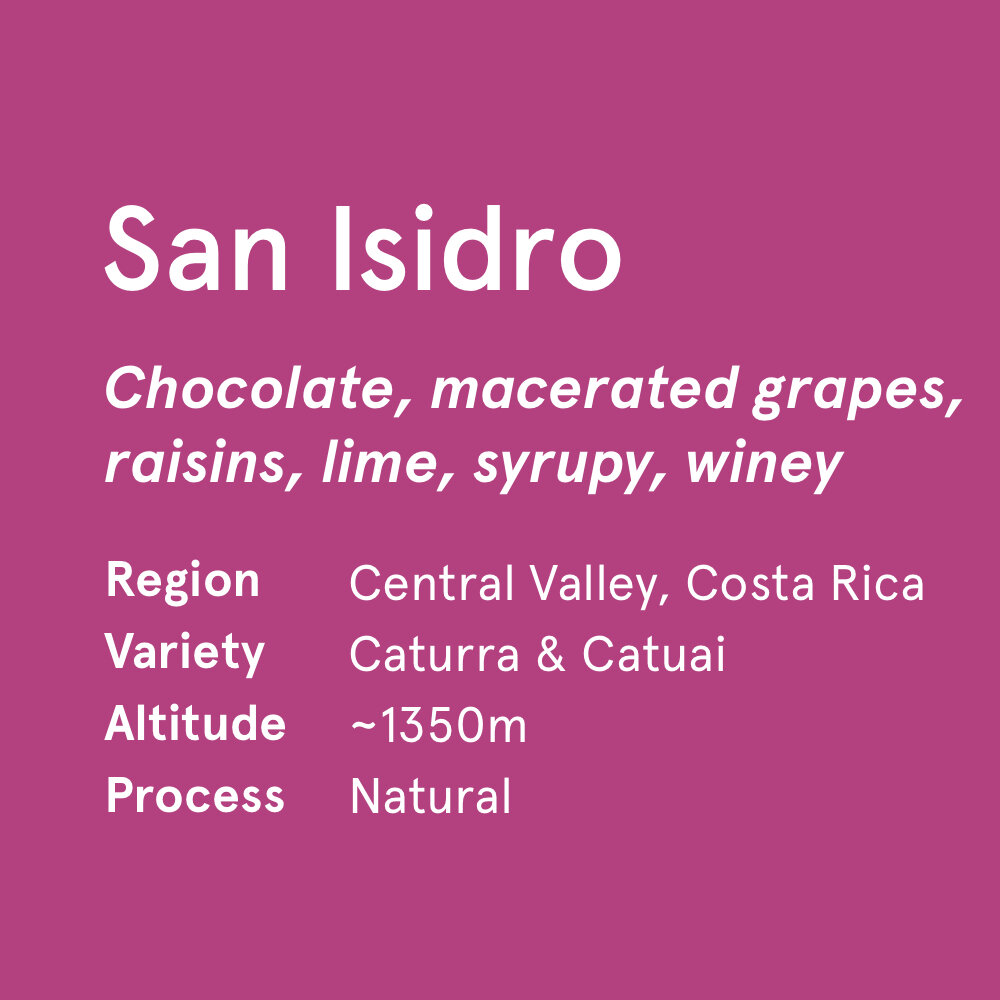 San Isidro
Chocolate, macerated grapes,
raisins, lime, syrupy, winey
Region Central Valley, Costa Rica
Variety Caturra & Catuai
Altitude ~1350m
Process Natural